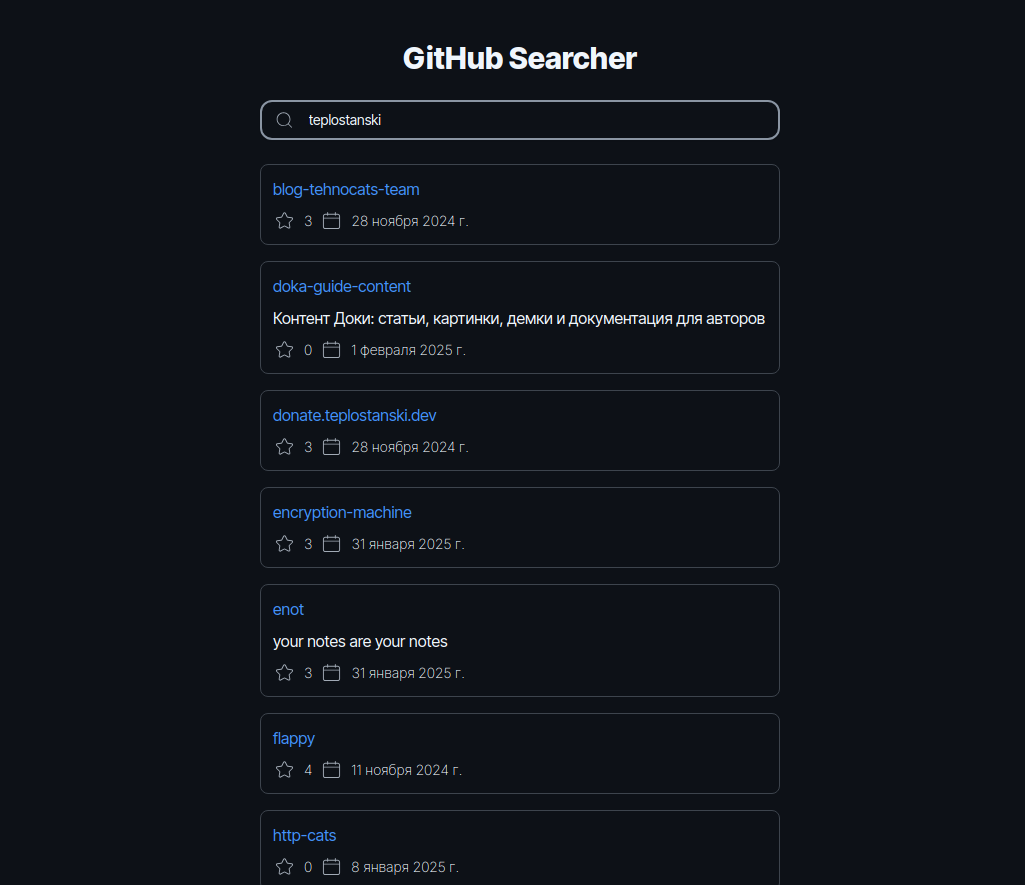 GitHub Searcher
teplostanski
blog-tehnocats-team
3 28 ноября 2024 г.
doka-guide-content
Контент Доки: статьи, картинки, демки и документация для авторов
0 1 февраля 2025 г.
donate.teplostanski.dev
3 28 ноября 2024 г.
encryption-machine
3 31 января 2025 г.
enot
your notes are your notes
3 31 января 2025 г.
flappy
4 11 ноября 2024 г.
http-cats
0 8 января 2025 г.